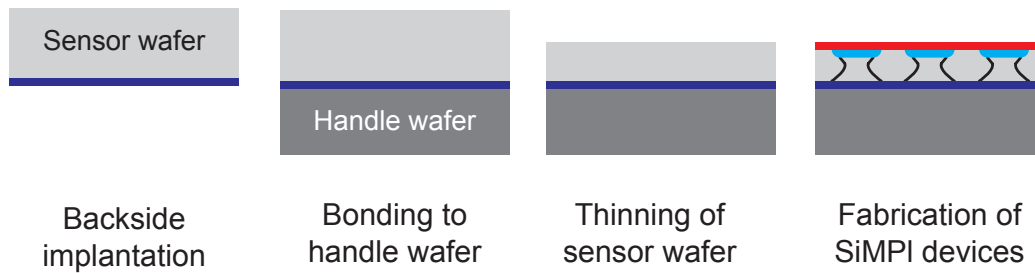 Sensor wafer
Handle wafer
Backside
implantation
Bonding to
handle wafer
Thinning of
sensor wafer
Fabrication of
SiMPl devices